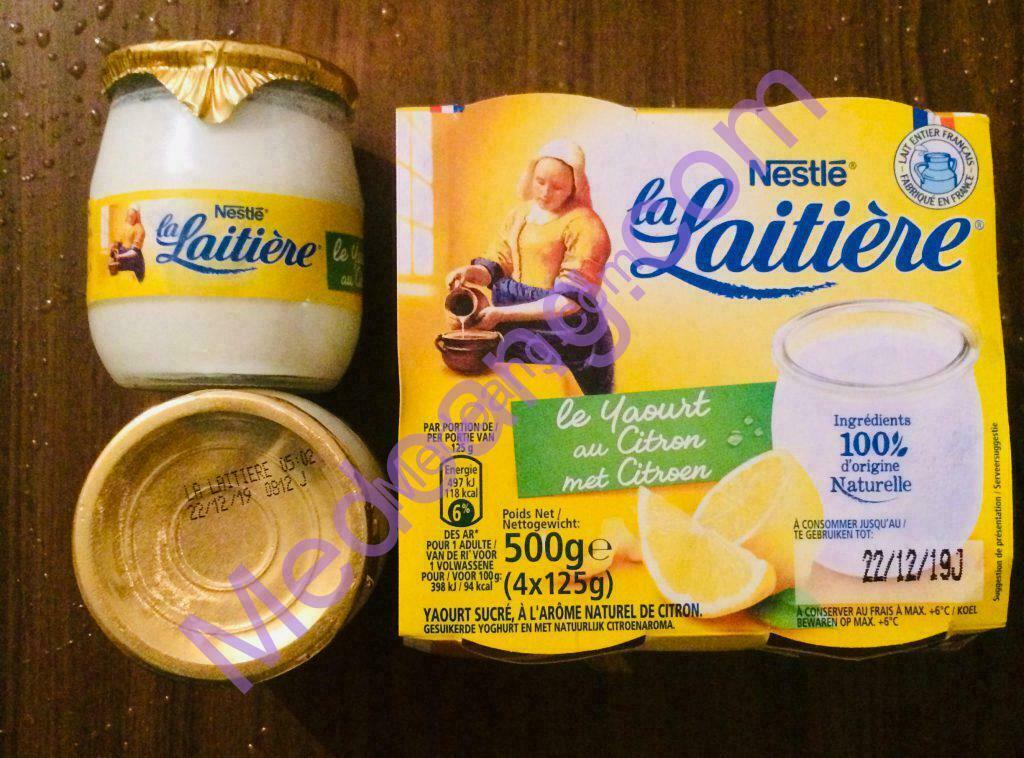 Nestlé
la Laitière
le Yaourt
au Ci
LA LAITIERE 05:02
22/12/19 0812 J
LAIT ENTIER FRANÇAIS
FABRIQUÉ EN FRANCE
Nestlé®
la Laitière®
le Yaourt
au Citron
met Citroen
Ingrédients
100%
d'origine
Naturelle
PAR PORTION DE /
PER PORTIE VAN
125 g
Energie
497 kJ
118 kcal
6%
DES AR*
POUR 1 ADULTE /
VAN DE RI* VOOR
1 VOLWASSENE
POUR / VOOR 100g:
398 kJ / 94 kcal
Poids Net /
Nettogewicht:
500g e
(4x125g)
YAOURT SUCRÉ, À L'ARÔME NATUREL DE CITRON.
GESUIKERDE YOGHURT EN MET NATUURLIJK CITROENAROMA.
À CONSOMMER JUSQU'AU /
TE GEBRUIKEN TOT:
22/12/19J
À CONSERVER AU FRAIS À MAX. +6°C / KOEL
BEWAREN OP MAX. +6°C
Suggestion de présentation / Serveersuggestie